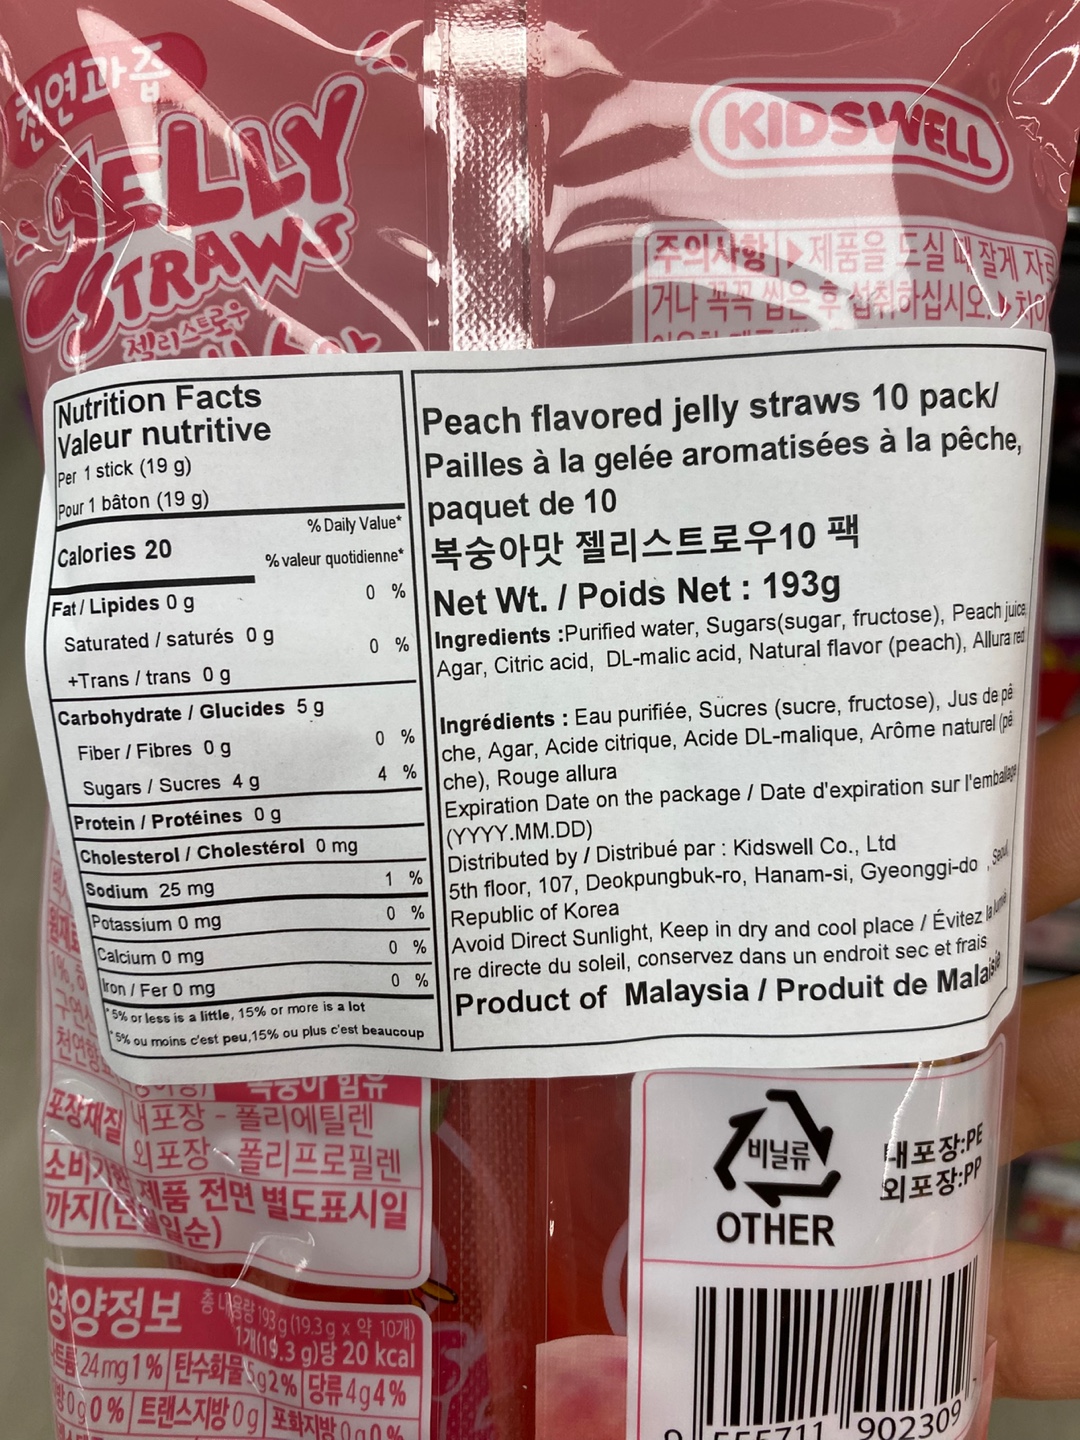 천연과즙
JELLY
STRAWS
젤리스트로우
KIDSWELL
주의사항 ▶제품을 드실 때 잘게 자르
거나 꼭꼭 씹은 후 섭취하십시오.
Nutrition Facts
Valeur nutritive
Per 1 stick (19 g)
Pour 1 bâton (19 g)
% Daily Value*
Calories 20
% valeur quotidienne*
Fat / Lipides 0 g 0 %
Saturated / saturés 0 g 0 %
+Trans / trans 0 g
Carbohydrate / Glucides 5 g
Fiber / Fibres 0 g 0 %
Sugars / Sucres 4 g 4 %
Protein / Protéines 0 g
Cholesterol / Cholestérol 0 mg
Sodium 25 mg 1 %
Potassium 0 mg 0 %
Calcium 0 mg 0 %
Iron / Fer 0 mg 0 %
*5% or less is a little, 15% or more is a lot
*5% ou moins c'est peu,15% ou plus c'est beaucoup
Peach flavored jelly straws 10 pack/
Pailles à la gelée aromatisées à la pêche,
paquet de 10
복숭아맛 젤리스트로우10 팩
Net Wt. / Poids Net : 193g
Ingredients :Purified water, Sugars(sugar, fructose), Peach juice,
Agar, Citric acid, DL-malic acid, Natural flavor (peach), Allura red
Ingrédients : Eau purifiée, Sucres (sucre, fructose), Jus de pê
che, Agar, Acide citrique, Acide DL-malique, Arôme naturel (pê
che), Rouge allura
Expiration Date on the package / Date d'expiration sur l'emballage
(YYYY.MM.DD)
Distributed by / Distribué par : Kidswell Co., Ltd
5th floor, 107, Deokpungbuk-ro, Hanam-si, Gyeonggi-do , Seoul,
Republic of Korea
Avoid Direct Sunlight, Keep in dry and cool place / Évitez la lumiè
re directe du soleil, conservez dans un endroit sec et frais
Product of Malaysia / Produit de Malaisie
복숭아 함유
포장재질 내포장 - 폴리에틸렌
외포장 - 폴리프로필렌
소비기한 제품 전면 별도표시일
까지(년월일순)
영양정보 총 내용량 193 g (19.3 g x 약 10개)
1개(19.3 g)당 20 kcal
나트륨 24 mg 1 % 탄수화물 5 g 2% 당류 4 g 4%
0 g 0 % 트랜스지방 0 g 포화지방 0 g 0 %
비닐류
OTHER
내포장:PE
외포장:PP
9 555711 902309